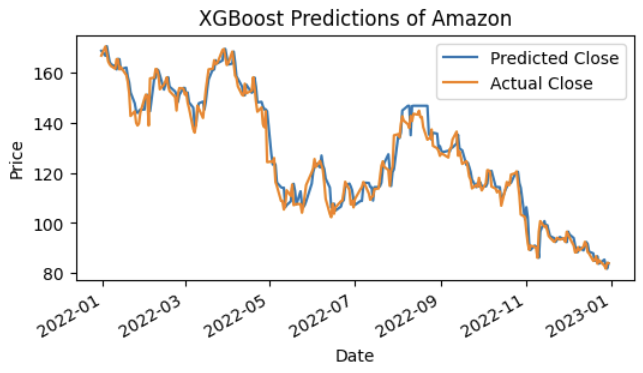 XGBoost Predictions of Amazon
Predicted Close
Actual Close
Price
160
140
120
100
80
2022-01
2022-03
2022-05
2022-07
2022-09
2022-11
2023-01
Date